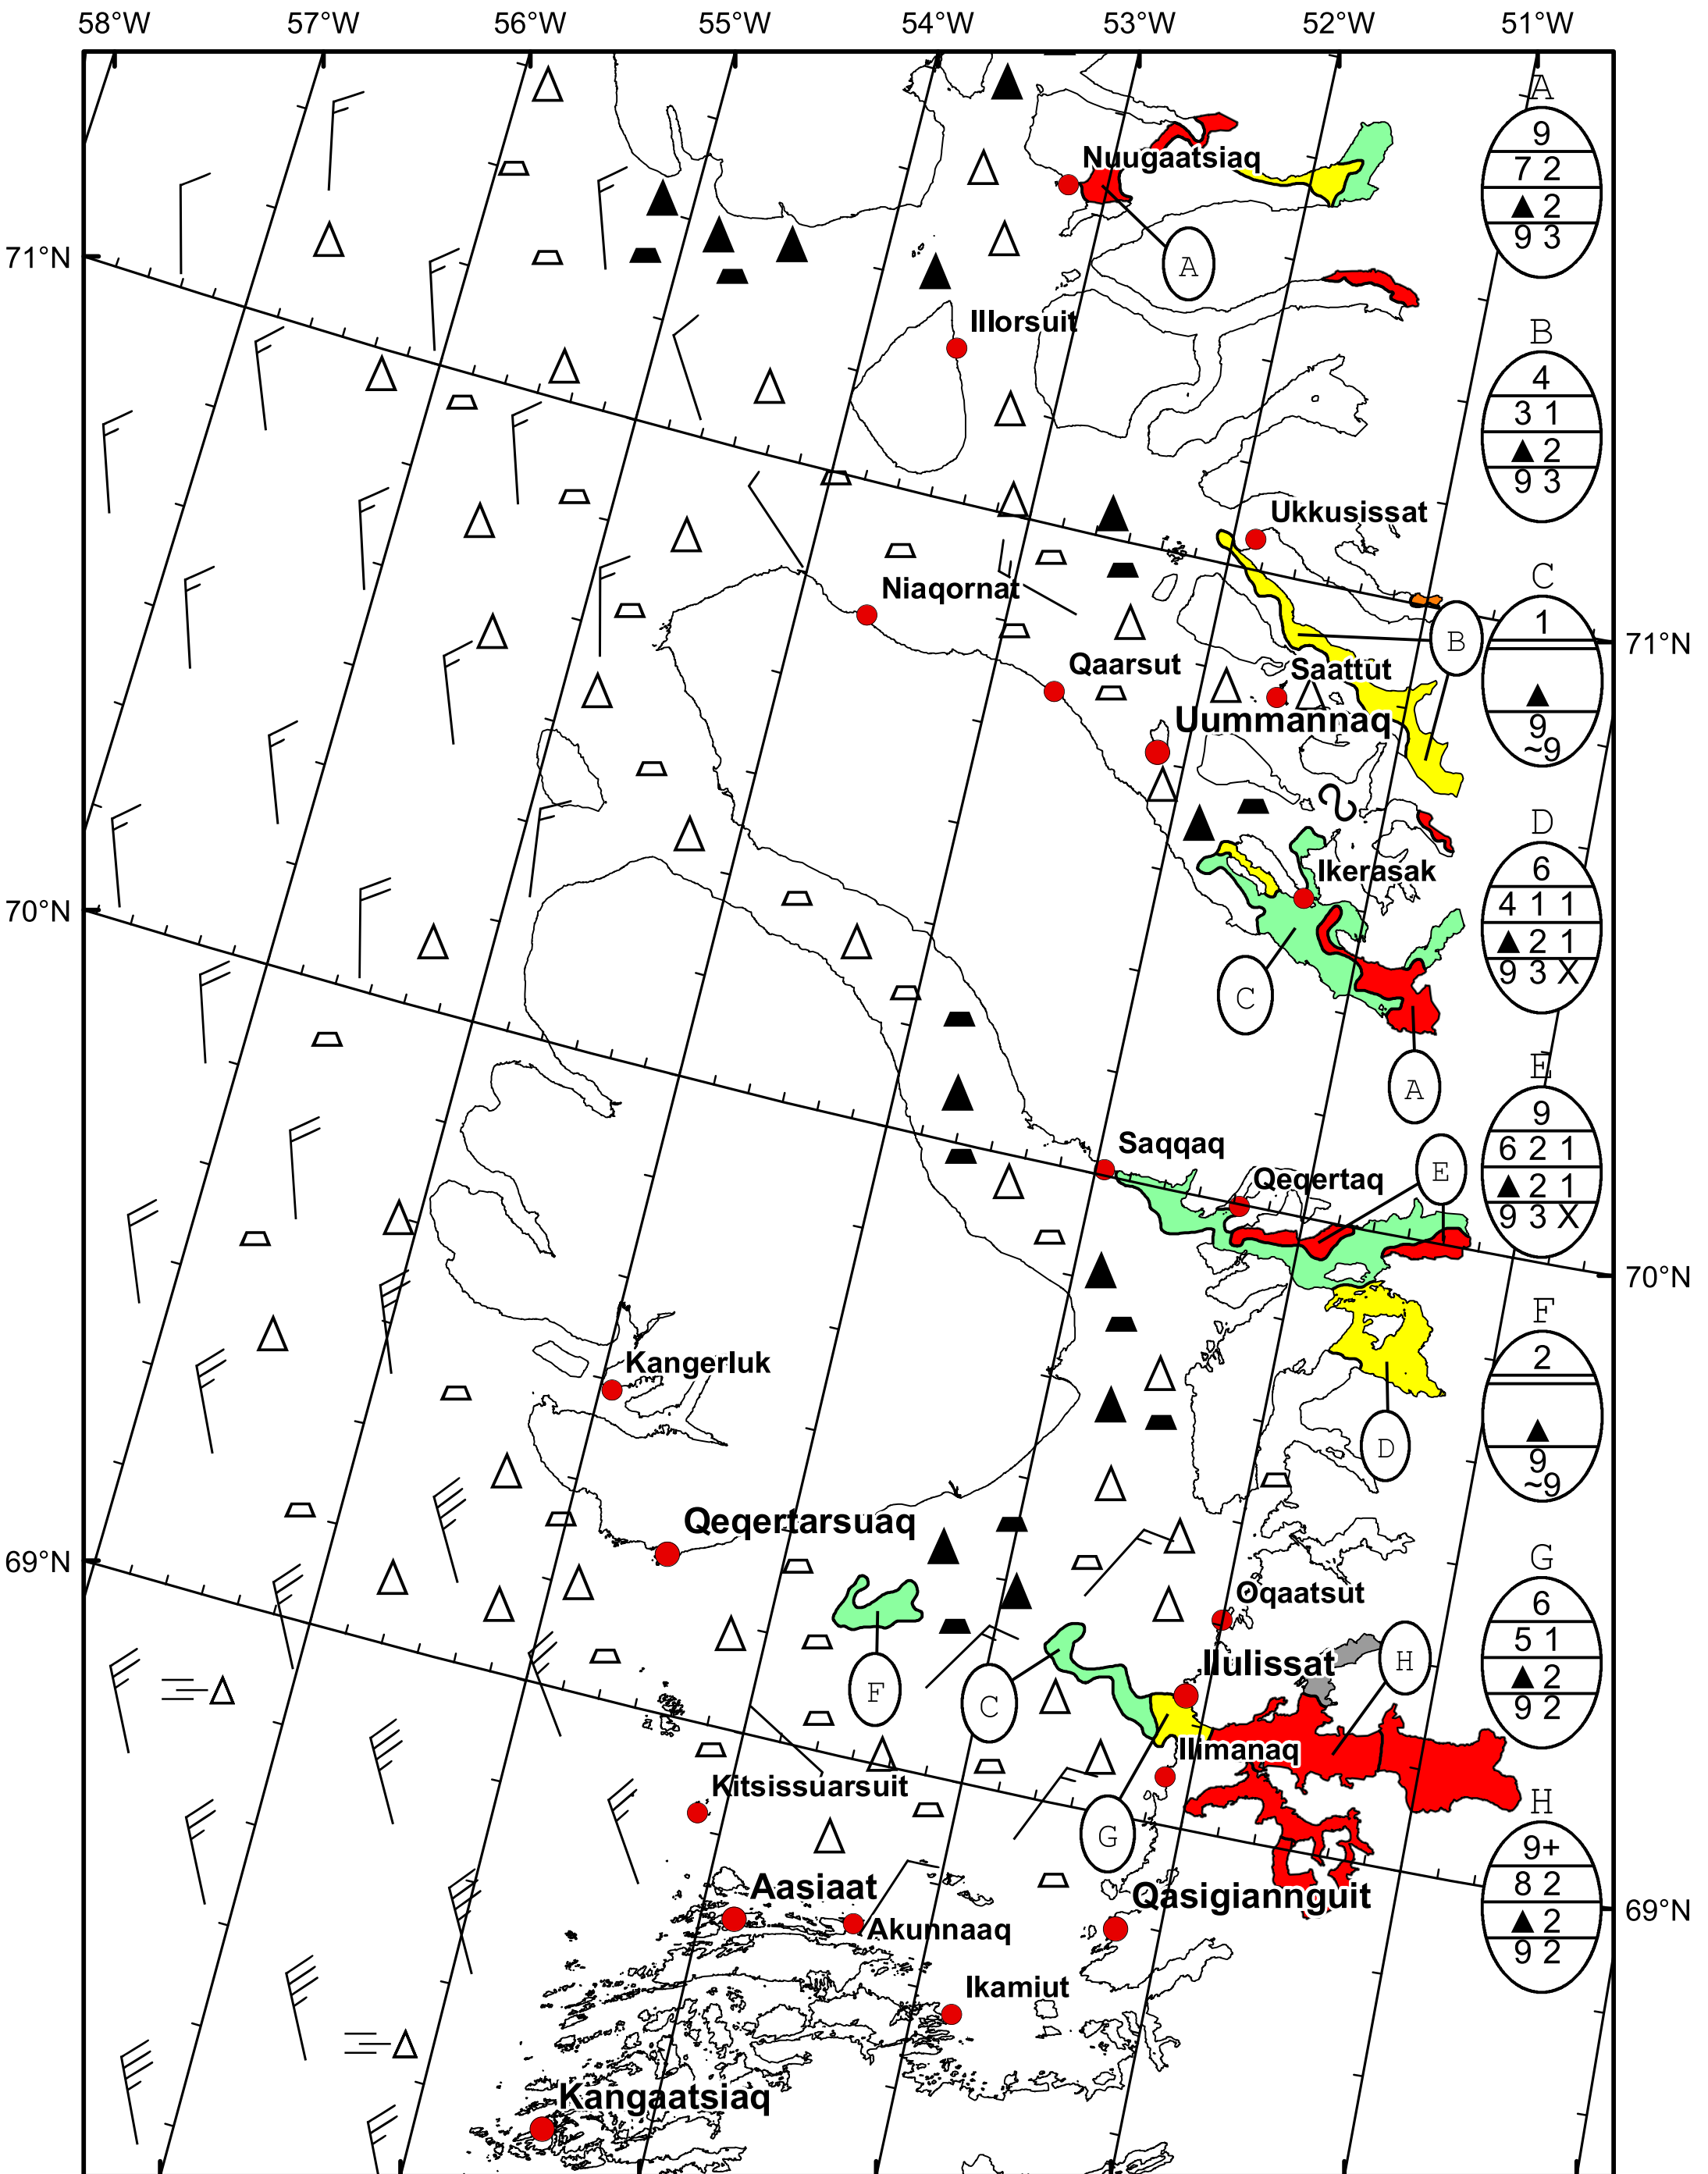 58°W 57°W 56°W 55°W 54°W 53°W 52°W 51°W
A
9
7 2
▲ 2
9 3
Nuugaatsiaq
71°N
A
Illorsuit
B
4
3 1
▲ 2
9 3
Ukkusissat
Niaqornat
C
1
▲
9
~9
B
71°N
Qaarsut
Saattut
Uummannaq
D
6
4 1 1
▲ 2 1
9 3 X
Ikerasak
70°N
C
A
E
9
6 2 1
▲ 2 1
9 3 X
Saqqaq
E
Qeqertaq
70°N
F
2
▲
9
~9
Kangerluk
D
Qeqertarsuaq
69°N
G
6
5 1
▲ 2
9 2
Oqaatsut
Ilulissat
H
F
C
Ilimanaq
Kitsissuarsuit
G
H
9+
8 2
▲ 2
9 2
Aasiaat
Qasigiannguit
69°N
Akunnaaq
Ikamiut
Kangaatsiaq